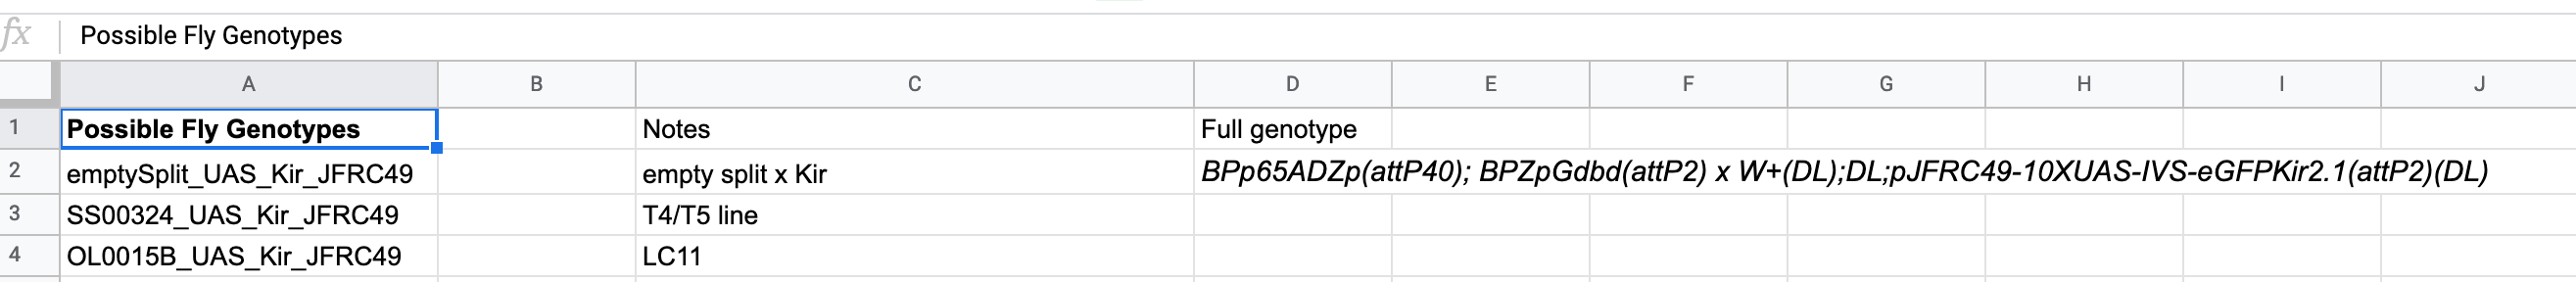 fx Possible Fly Genotypes
A B C D E F G H I J
1 Possible Fly Genotypes Notes Full genotype
2 emptySplit_UAS_Kir_JFRC49 empty split x Kir BPp65ADZp(attP40); BPZpGdbd(attP2) x W+(DL);DL;pJFRC49-10XUAS-IVS-eGFPKir2.1(attP2)(DL)
3 SS00324_UAS_Kir_JFRC49 T4/T5 line
4 OL0015B_UAS_Kir_JFRC49 LC11